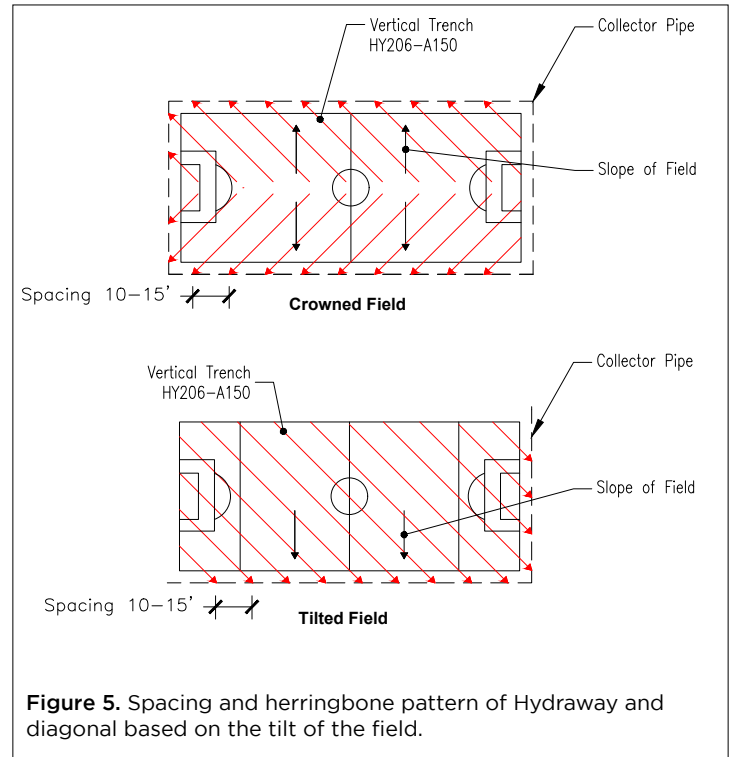 Vertical Trench
HY206-A150
Collector Pipe
Slope of Field
Spacing 10-15'
Crowned Field
Vertical Trench
HY206-A150
Collector Pipe
Slope of Field
Spacing 10-15'
Tilted Field
Figure 5. Spacing and herringbone pattern of Hydraway and
diagonal based on the tilt of the field.